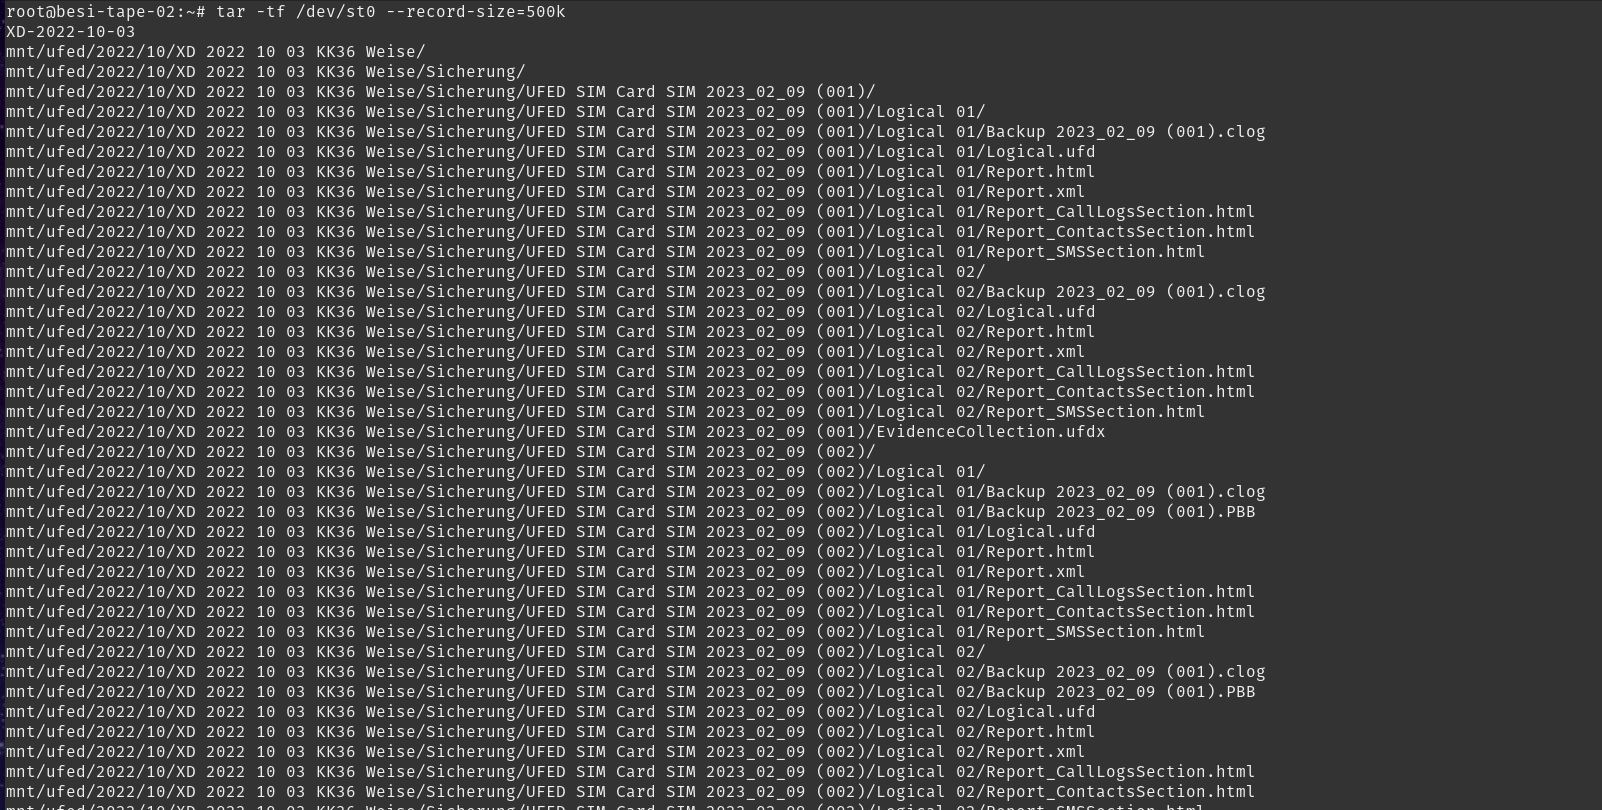 root@besi-tape-02:~# tar -tf /dev/st0 --record-size=500k
XD-2022-10-03
mnt/ufed/2022/10/XD 2022 10 03 KK36 Weise/
mnt/ufed/2022/10/XD 2022 10 03 KK36 Weise/Sicherung/
mnt/ufed/2022/10/XD 2022 10 03 KK36 Weise/Sicherung/UFED SIM Card SIM 2023_02_09 (001)/
mnt/ufed/2022/10/XD 2022 10 03 KK36 Weise/Sicherung/UFED SIM Card SIM 2023_02_09 (001)/Logical 01/
mnt/ufed/2022/10/XD 2022 10 03 KK36 Weise/Sicherung/UFED SIM Card SIM 2023_02_09 (001)/Logical 01/Backup 2023_02_09 (001).clog
mnt/ufed/2022/10/XD 2022 10 03 KK36 Weise/Sicherung/UFED SIM Card SIM 2023_02_09 (001)/Logical 01/Logical.ufd
mnt/ufed/2022/10/XD 2022 10 03 KK36 Weise/Sicherung/UFED SIM Card SIM 2023_02_09 (001)/Logical 01/Report.html
mnt/ufed/2022/10/XD 2022 10 03 KK36 Weise/Sicherung/UFED SIM Card SIM 2023_02_09 (001)/Logical 01/Report.xml
mnt/ufed/2022/10/XD 2022 10 03 KK36 Weise/Sicherung/UFED SIM Card SIM 2023_02_09 (001)/Logical 01/Report_CallLogsSection.html
mnt/ufed/2022/10/XD 2022 10 03 KK36 Weise/Sicherung/UFED SIM Card SIM 2023_02_09 (001)/Logical 01/Report_ContactsSection.html
mnt/ufed/2022/10/XD 2022 10 03 KK36 Weise/Sicherung/UFED SIM Card SIM 2023_02_09 (001)/Logical 01/Report_SMSSection.html
mnt/ufed/2022/10/XD 2022 10 03 KK36 Weise/Sicherung/UFED SIM Card SIM 2023_02_09 (001)/Logical 02/
mnt/ufed/2022/10/XD 2022 10 03 KK36 Weise/Sicherung/UFED SIM Card SIM 2023_02_09 (001)/Logical 02/Backup 2023_02_09 (001).clog
mnt/ufed/2022/10/XD 2022 10 03 KK36 Weise/Sicherung/UFED SIM Card SIM 2023_02_09 (001)/Logical 02/Logical.ufd
mnt/ufed/2022/10/XD 2022 10 03 KK36 Weise/Sicherung/UFED SIM Card SIM 2023_02_09 (001)/Logical 02/Report.html
mnt/ufed/2022/10/XD 2022 10 03 KK36 Weise/Sicherung/UFED SIM Card SIM 2023_02_09 (001)/Logical 02/Report.xml
mnt/ufed/2022/10/XD 2022 10 03 KK36 Weise/Sicherung/UFED SIM Card SIM 2023_02_09 (001)/Logical 02/Report_CallLogsSection.html
mnt/ufed/2022/10/XD 2022 10 03 KK36 Weise/Sicherung/UFED SIM Card SIM 2023_02_09 (001)/Logical 02/Report_ContactsSection.html
mnt/ufed/2022/10/XD 2022 10 03 KK36 Weise/Sicherung/UFED SIM Card SIM 2023_02_09 (001)/Logical 02/Report_SMSSection.html
mnt/ufed/2022/10/XD 2022 10 03 KK36 Weise/Sicherung/UFED SIM Card SIM 2023_02_09 (001)/EvidenceCollection.ufdx
mnt/ufed/2022/10/XD 2022 10 03 KK36 Weise/Sicherung/UFED SIM Card SIM 2023_02_09 (002)/
mnt/ufed/2022/10/XD 2022 10 03 KK36 Weise/Sicherung/UFED SIM Card SIM 2023_02_09 (002)/Logical 01/
mnt/ufed/2022/10/XD 2022 10 03 KK36 Weise/Sicherung/UFED SIM Card SIM 2023_02_09 (002)/Logical 01/Backup 2023_02_09 (001).clog
mnt/ufed/2022/10/XD 2022 10 03 KK36 Weise/Sicherung/UFED SIM Card SIM 2023_02_09 (002)/Logical 01/Backup 2023_02_09 (001).PBB
mnt/ufed/2022/10/XD 2022 10 03 KK36 Weise/Sicherung/UFED SIM Card SIM 2023_02_09 (002)/Logical 01/Logical.ufd
mnt/ufed/2022/10/XD 2022 10 03 KK36 Weise/Sicherung/UFED SIM Card SIM 2023_02_09 (002)/Logical 01/Report.html
mnt/ufed/2022/10/XD 2022 10 03 KK36 Weise/Sicherung/UFED SIM Card SIM 2023_02_09 (002)/Logical 01/Report.xml
mnt/ufed/2022/10/XD 2022 10 03 KK36 Weise/Sicherung/UFED SIM Card SIM 2023_02_09 (002)/Logical 01/Report_CallLogsSection.html
mnt/ufed/2022/10/XD 2022 10 03 KK36 Weise/Sicherung/UFED SIM Card SIM 2023_02_09 (002)/Logical 01/Report_ContactsSection.html
mnt/ufed/2022/10/XD 2022 10 03 KK36 Weise/Sicherung/UFED SIM Card SIM 2023_02_09 (002)/Logical 01/Report_SMSSection.html
mnt/ufed/2022/10/XD 2022 10 03 KK36 Weise/Sicherung/UFED SIM Card SIM 2023_02_09 (002)/Logical 02/
mnt/ufed/2022/10/XD 2022 10 03 KK36 Weise/Sicherung/UFED SIM Card SIM 2023_02_09 (002)/Logical 02/Backup 2023_02_09 (001).clog
mnt/ufed/2022/10/XD 2022 10 03 KK36 Weise/Sicherung/UFED SIM Card SIM 2023_02_09 (002)/Logical 02/Backup 2023_02_09 (001).PBB
mnt/ufed/2022/10/XD 2022 10 03 KK36 Weise/Sicherung/UFED SIM Card SIM 2023_02_09 (002)/Logical 02/Logical.ufd
mnt/ufed/2022/10/XD 2022 10 03 KK36 Weise/Sicherung/UFED SIM Card SIM 2023_02_09 (002)/Logical 02/Report.html
mnt/ufed/2022/10/XD 2022 10 03 KK36 Weise/Sicherung/UFED SIM Card SIM 2023_02_09 (002)/Logical 02/Report.xml
mnt/ufed/2022/10/XD 2022 10 03 KK36 Weise/Sicherung/UFED SIM Card SIM 2023_02_09 (002)/Logical 02/Report_CallLogsSection.html
mnt/ufed/2022/10/XD 2022 10 03 KK36 Weise/Sicherung/UFED SIM Card SIM 2023_02_09 (002)/Logical 02/Report_ContactsSection.html